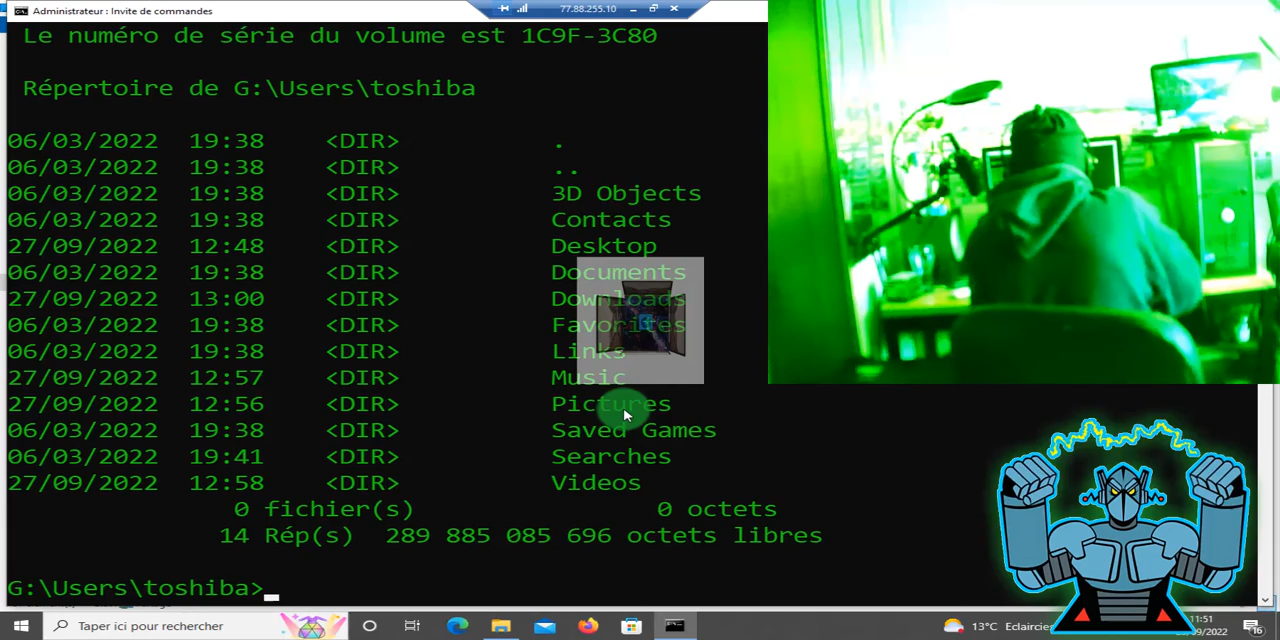 Administrateur : Invite de commandes
77.88.255.10
Le numéro de série du volume est 1C9F-3C80
Répertoire de G:\Users\toshiba
06/03/2022 19:38 <DIR> .
06/03/2022 19:38 <DIR> ..
06/03/2022 19:38 <DIR> 3D Objects
06/03/2022 19:38 <DIR> Contacts
27/09/2022 12:48 <DIR> Desktop
06/03/2022 19:38 <DIR> Documents
27/09/2022 13:00 <DIR> Downloads
06/03/2022 19:38 <DIR> Favorites
06/03/2022 19:38 <DIR> Links
27/09/2022 12:57 <DIR> Music
27/09/2022 12:56 <DIR> Pictures
06/03/2022 19:38 <DIR> Saved Games
06/03/2022 19:41 <DIR> Searches
27/09/2022 12:58 <DIR> Videos
0 fichier(s) 0 octets
14 Rép(s) 289 885 085 696 octets libres
G:\Users\toshiba>
Taper ici pour rechercher
13°C Eclaircies
11:51
/09/2022
16